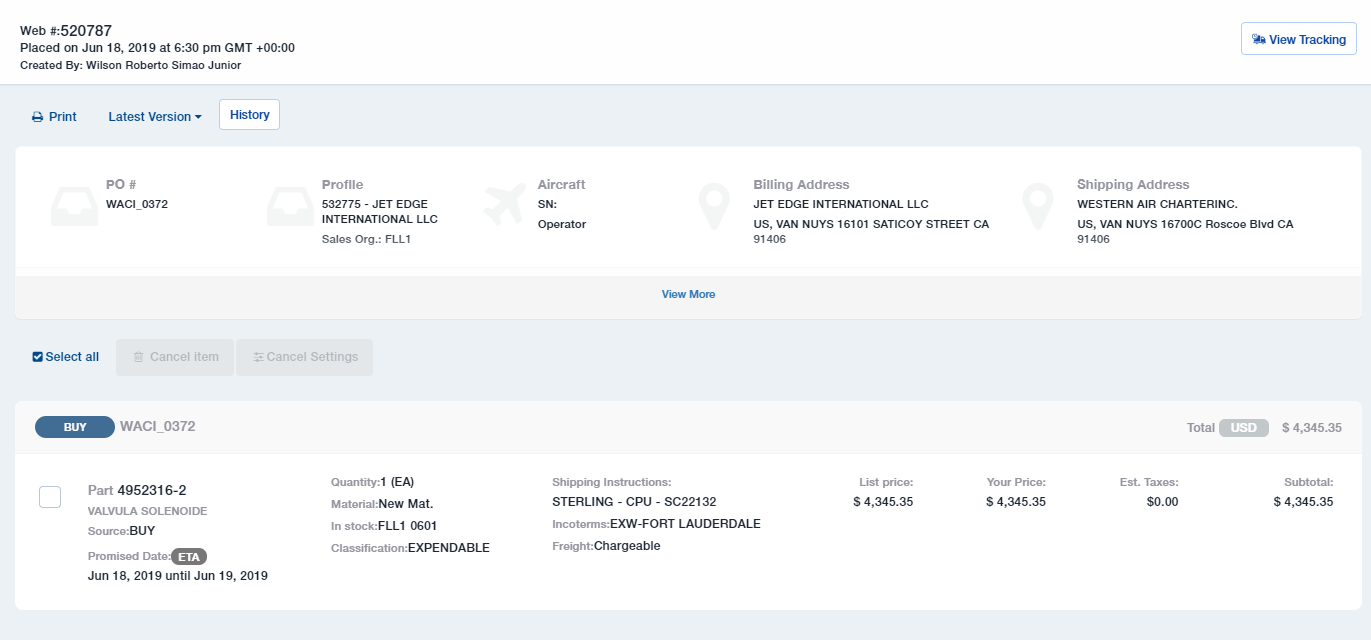 Web #:520787
Placed on Jun 18, 2019 at 6:30 pm GMT +00:00
Created By: Wilson Roberto Simao Junior
View Tracking
Print
Latest Version
History
PO #
WACI_0372
Profile
532775 - JET EDGE
INTERNATIONAL LLC
Sales Org.: FLL1
Aircraft
SN:
Operator
Billing Address
JET EDGE INTERNATIONAL LLC
US, VAN NUYS 16101 SATICOY STREET CA
91406
Shipping Address
WESTERN AIR CHARTERINC.
US, VAN NUYS 16700C Roscoe Blvd CA
91406
View More
Select all
Cancel item
Cancel Settings
BUY WACI_0372
Total USD $ 4,345.35
Part 4952316-2
VALVULA SOLENOIDE
Source:BUY
Promised Date: ETA
Jun 18, 2019 until Jun 19, 2019
Quantity:1 (EA)
Material:New Mat.
In stock:FLL1 0601
Classification:EXPENDABLE
Shipping Instructions:
STERLING - CPU - SC22132
Incoterms:EXW-FORT LAUDERDALE
Freight:Chargeable
List price:
$ 4,345.35
Your Price:
$ 4,345.35
Est. Taxes:
$0.00
Subtotal:
$ 4,345.35